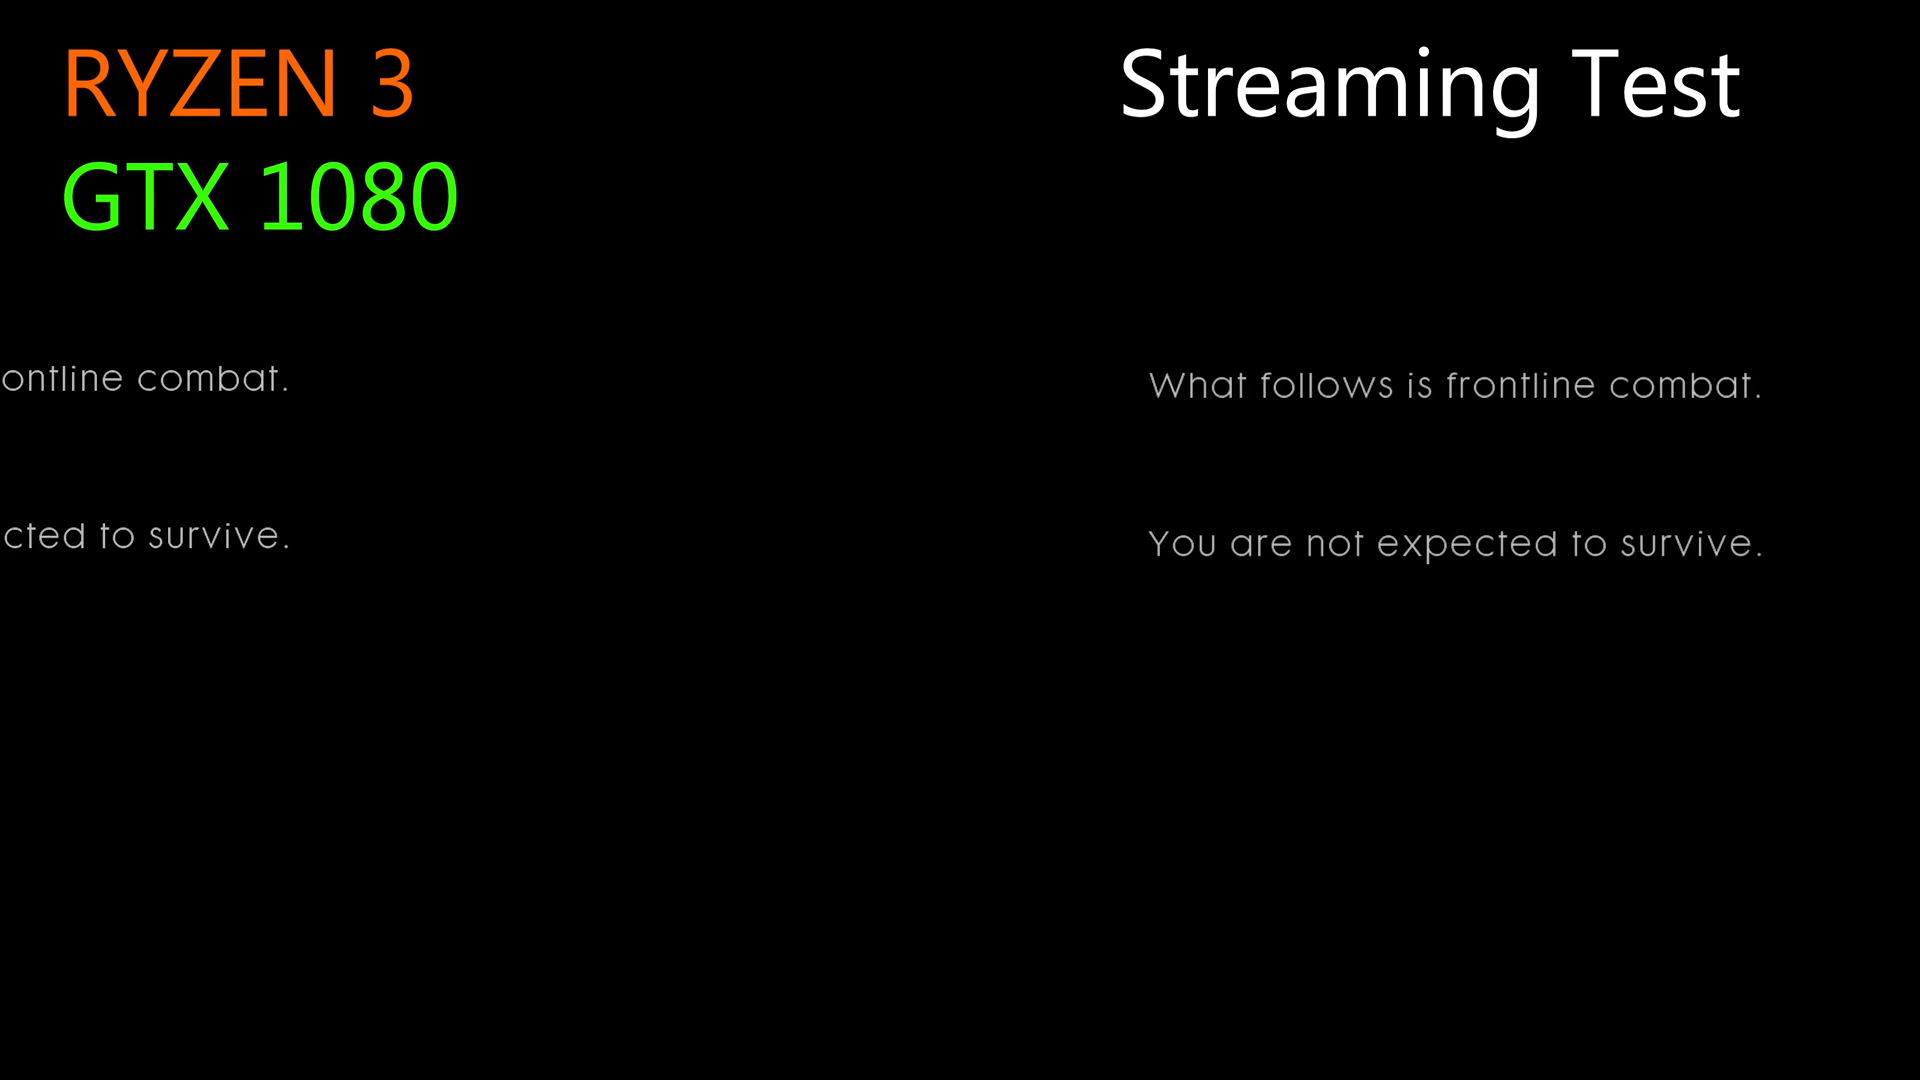 RYZEN 3
GTX 1080
Streaming Test
ontline combat.
cted to survive.
What follows is frontline combat.
You are not expected to survive.